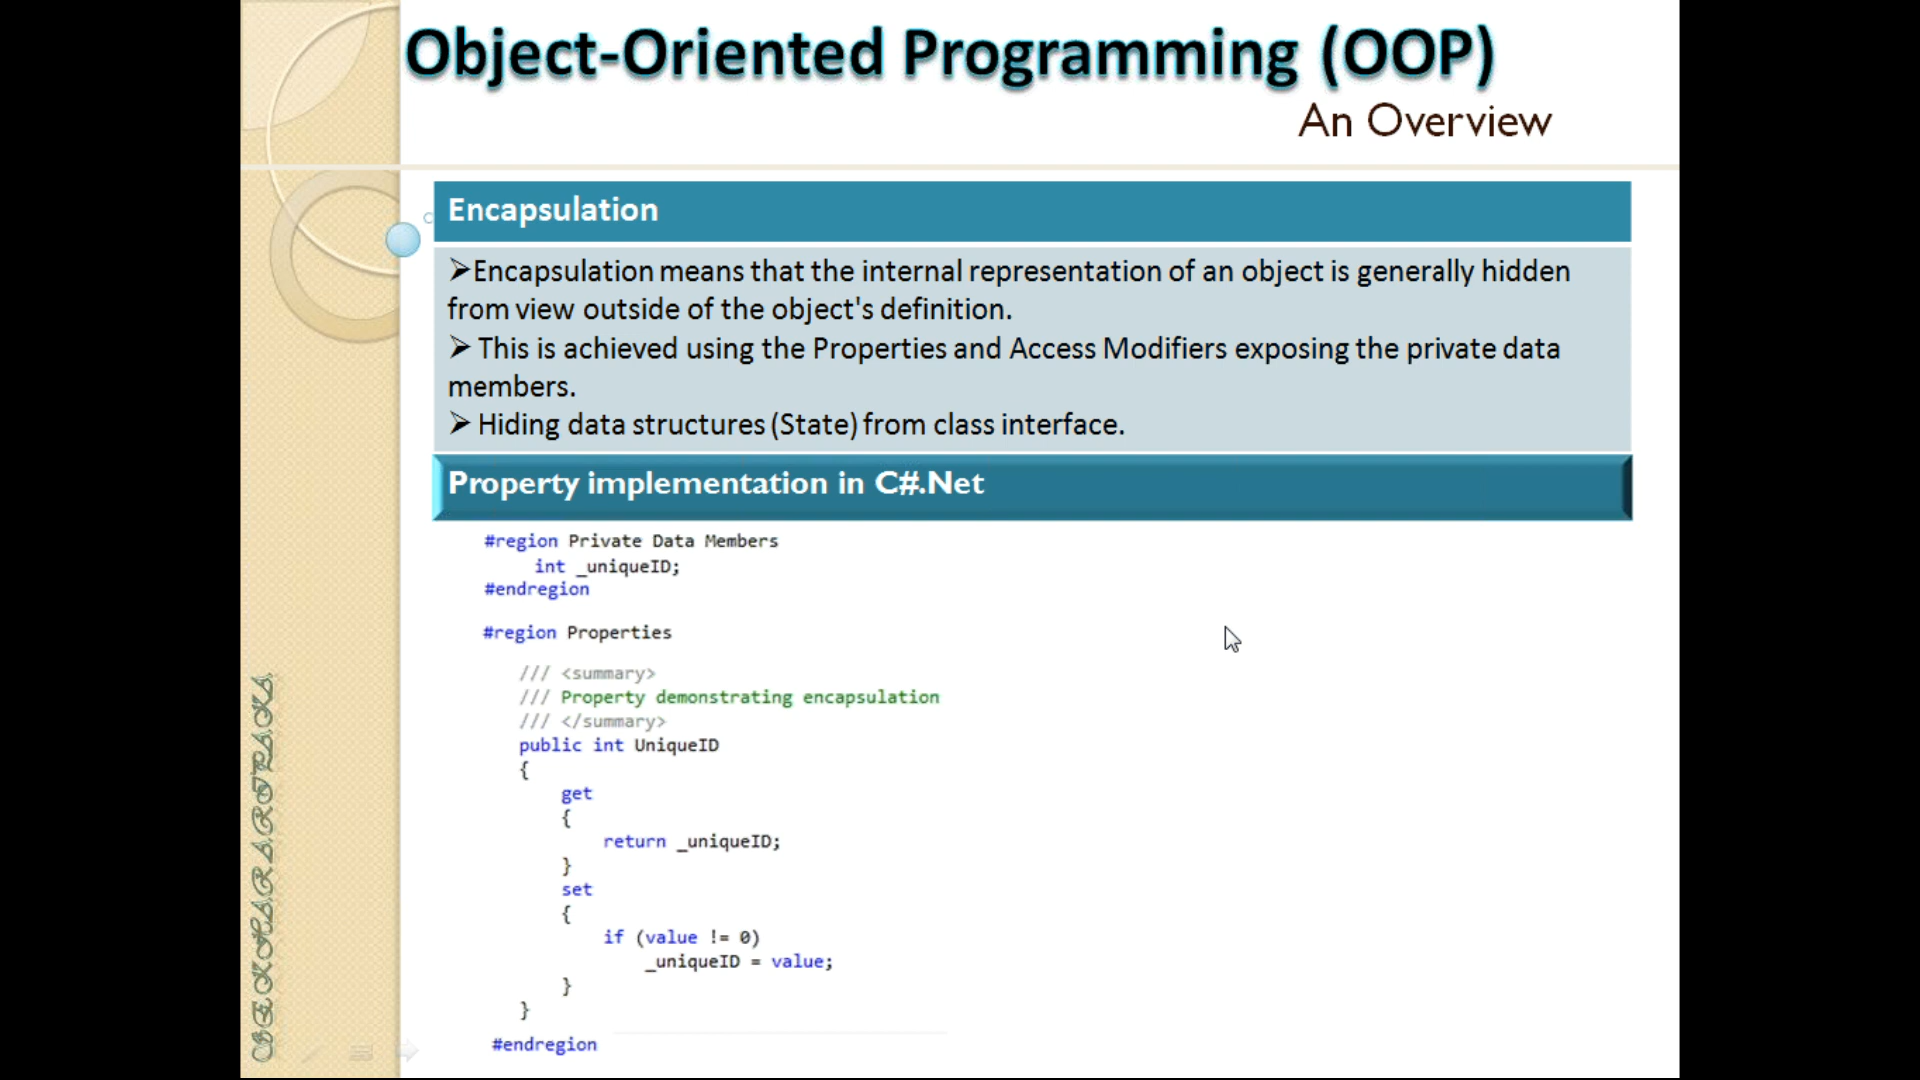 Object-Oriented Programming (OOP)
An Overview
Encapsulation
➢Encapsulation means that the internal representation of an object is generally hidden
from view outside of the object's definition.
➢ This is achieved using the Properties and Access Modifiers exposing the private data
members.
➢ Hiding data structures (State) from class interface.
Property implementation in C#.Net
#region Private Data Members
int _uniqueID;
#endregion
#region Properties
/// <summary>
/// Property demonstrating encapsulation
/// </summary>
public int UniqueID
{
get
{
return _uniqueID;
}
set
{
if (value != 0)
_uniqueID = value;
}
}
#endregion